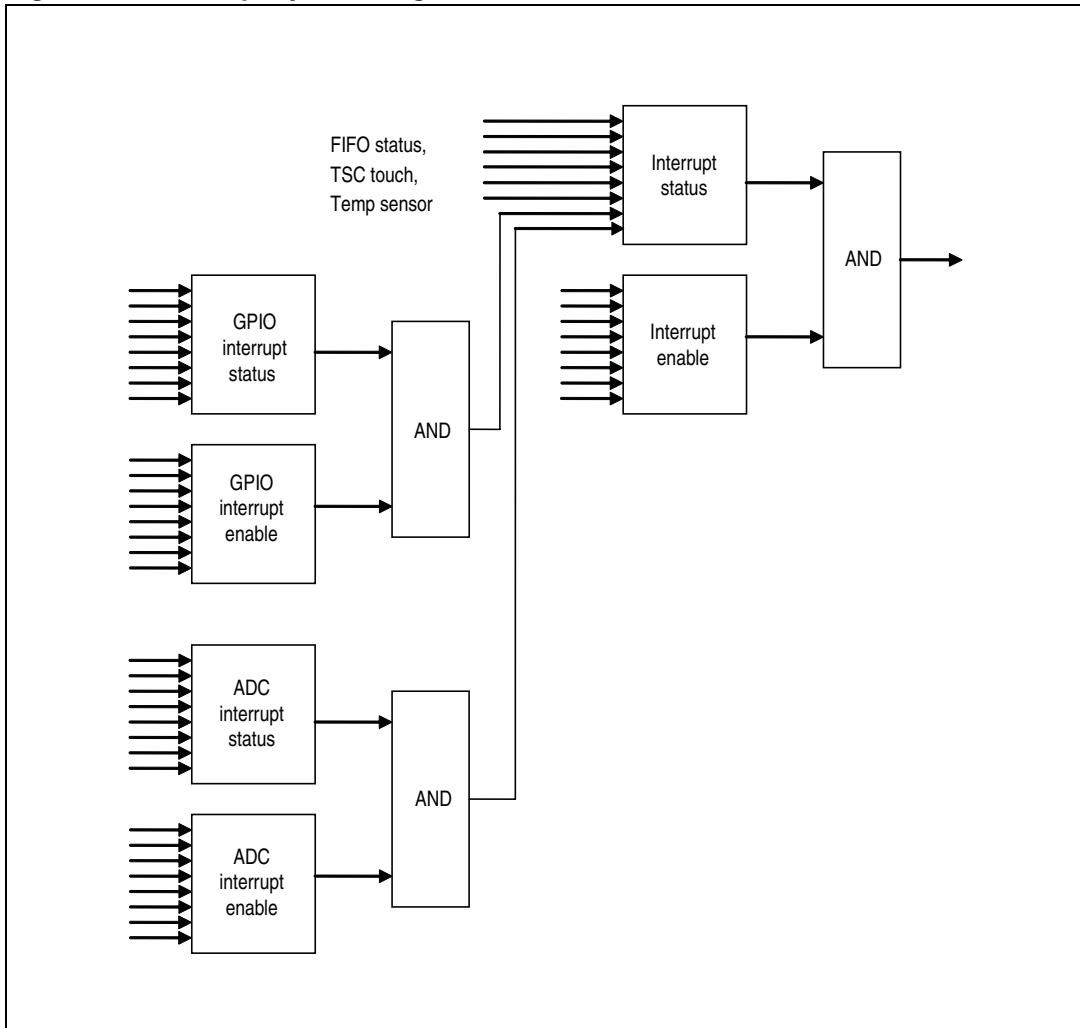 FIFO status,
TSC touch,
Temp sensor
Interrupt
status
AND
Interrupt
enable
GPIO
interrupt
status
AND
GPIO
interrupt
enable
ADC
interrupt
status
AND
ADC
interrupt
enable